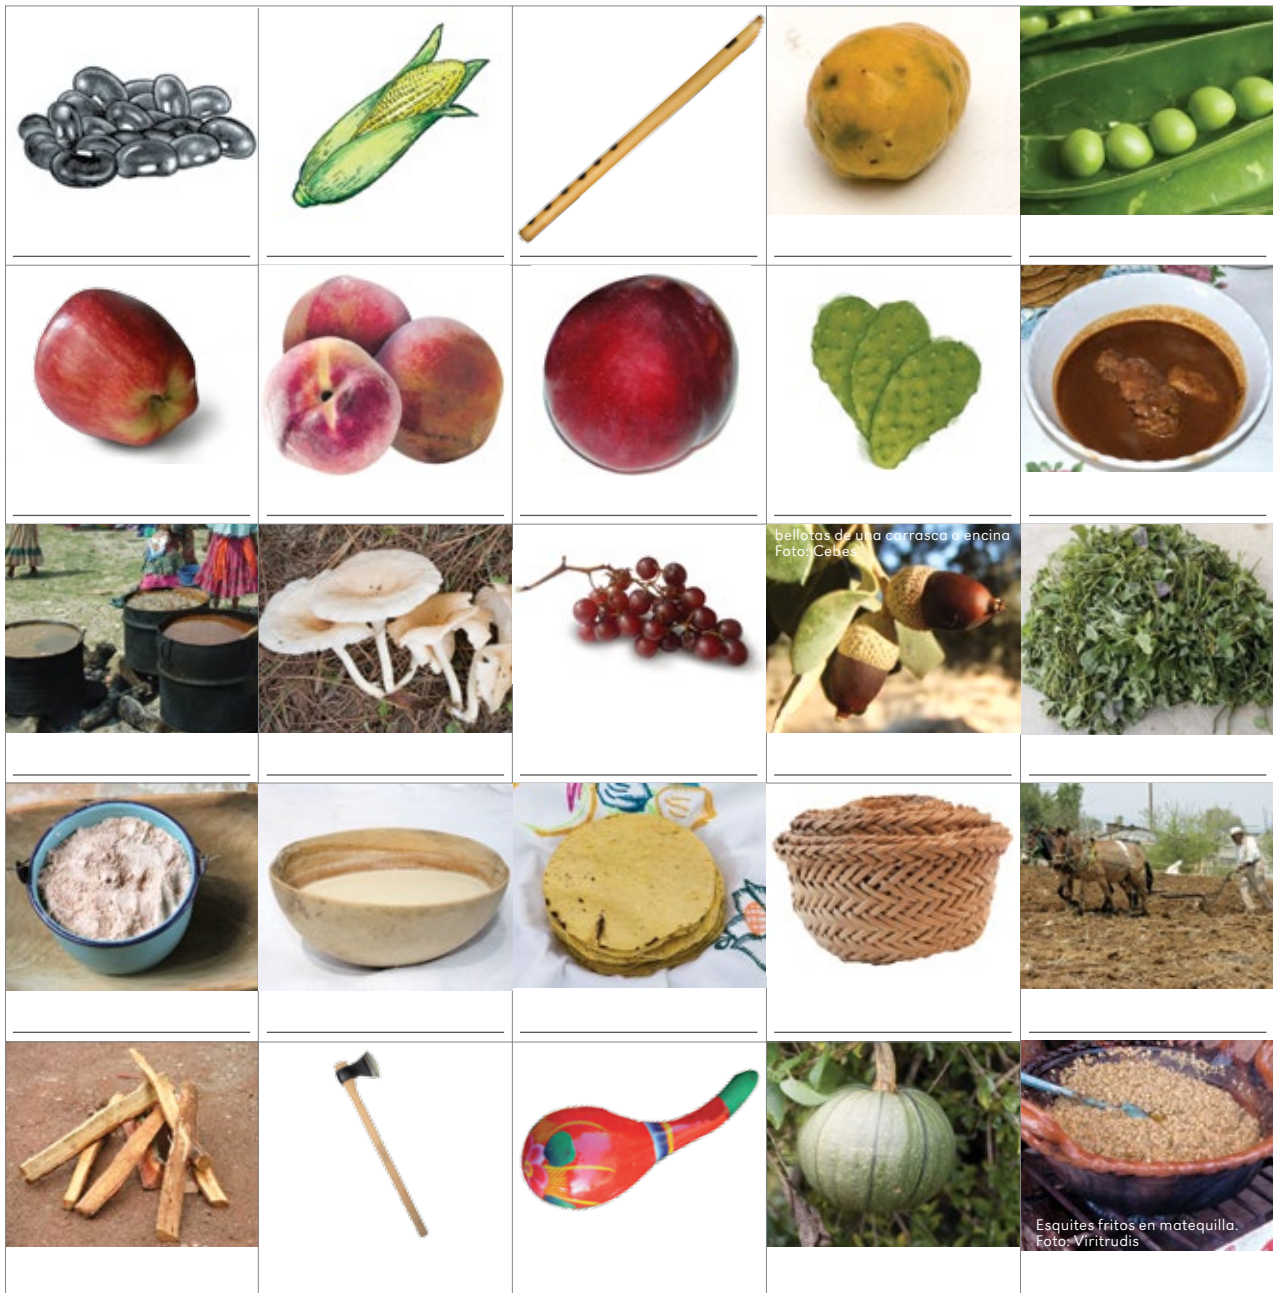 bellotas de una carrasca o encina
Foto: Cebes
Esquites fritos en matequilla.
Foto: Viritrudis